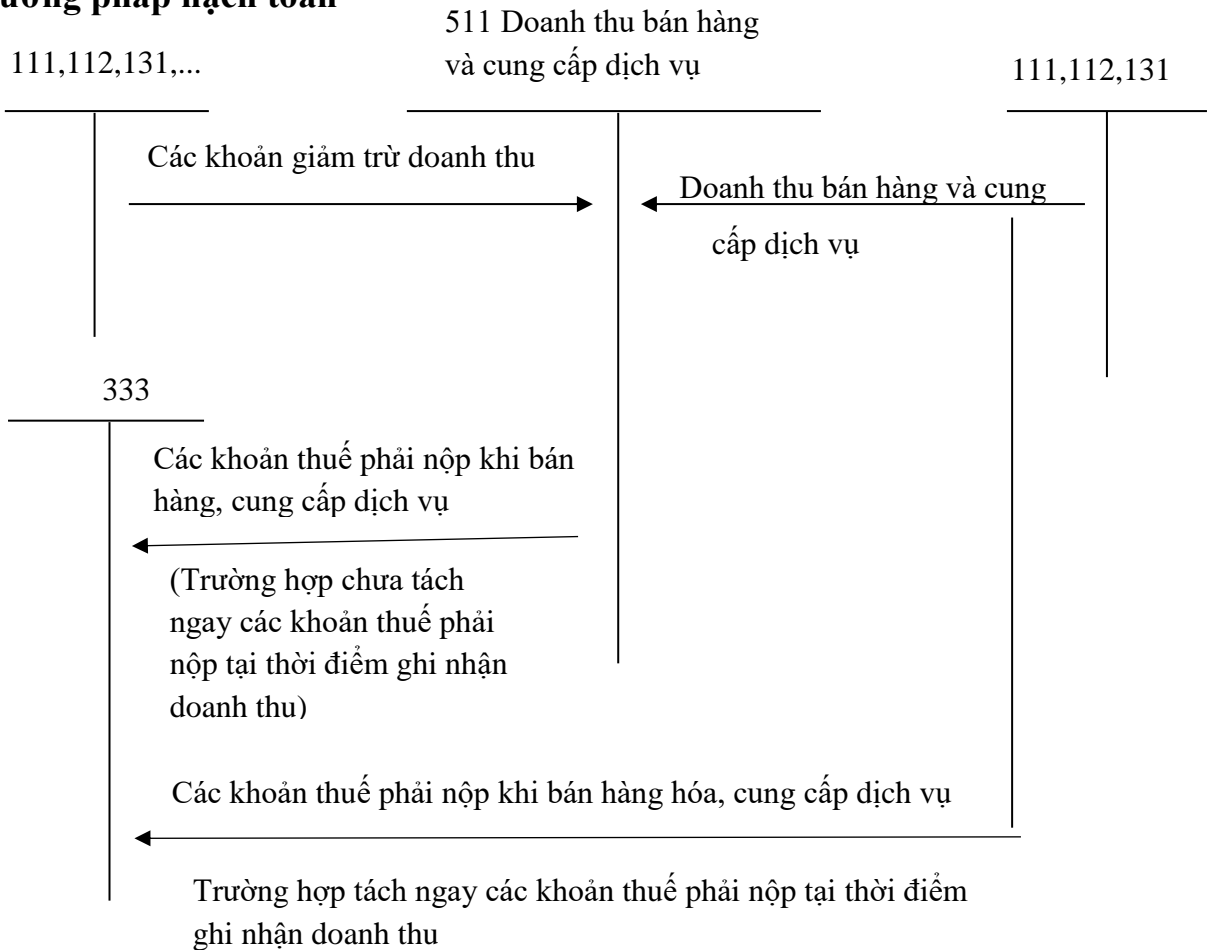 pháp hạch toán
511 Doanh thu bán hàng
và cung cấp dịch vụ
111,112,131,...
111,112,131
Các khoản giảm trừ doanh thu
Doanh thu bán hàng và cung
cấp dịch vụ
333
Các khoản thuế phải nộp khi bán
hàng, cung cấp dịch vụ
(Trường hợp chưa tách
ngay các khoản thuế phải
nộp tại thời điểm ghi nhận
doanh thu)
Các khoản thuế phải nộp khi bán hàng hóa, cung cấp dịch vụ
Trường hợp tách ngay các khoản thuế phải nộp tại thời điểm
ghi nhận doanh thu